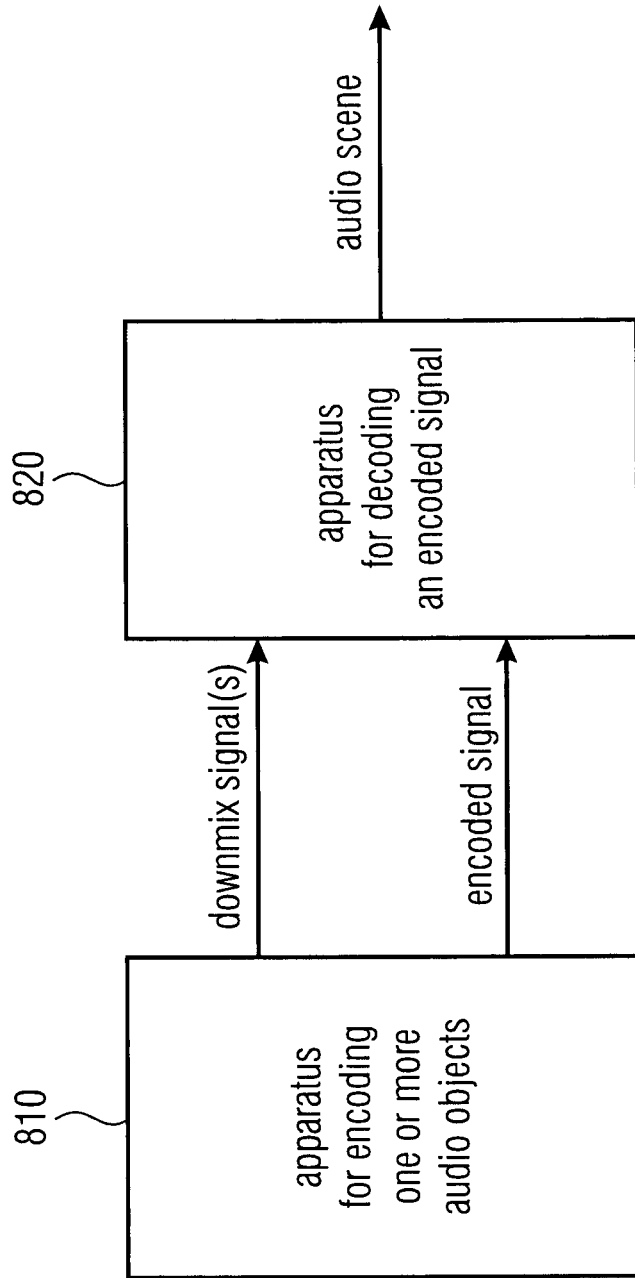 810
apparatus
for encoding
one or more
audio objects
downmix signal(s)
encoded signal
820
apparatus
for decoding
an encoded signal
audio scene